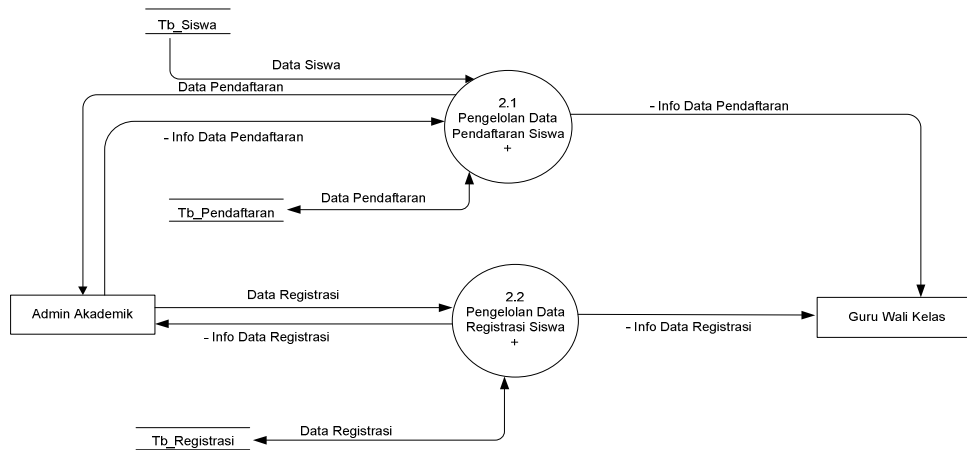 Tb_Siswa
Data Siswa
Data Pendaftaran
2.1
Pengelolan Data
Pendaftaran Siswa
+
- Info Data Pendaftaran
- Info Data Pendaftaran
Data Pendaftaran
Tb_Pendaftaran
Admin Akademik
Data Registrasi
- Info Data Registrasi
2.2
Pengelolan Data
Registrasi Siswa
+
- Info Data Registrasi
Guru Wali Kelas
Data Registrasi
Tb_Registrasi